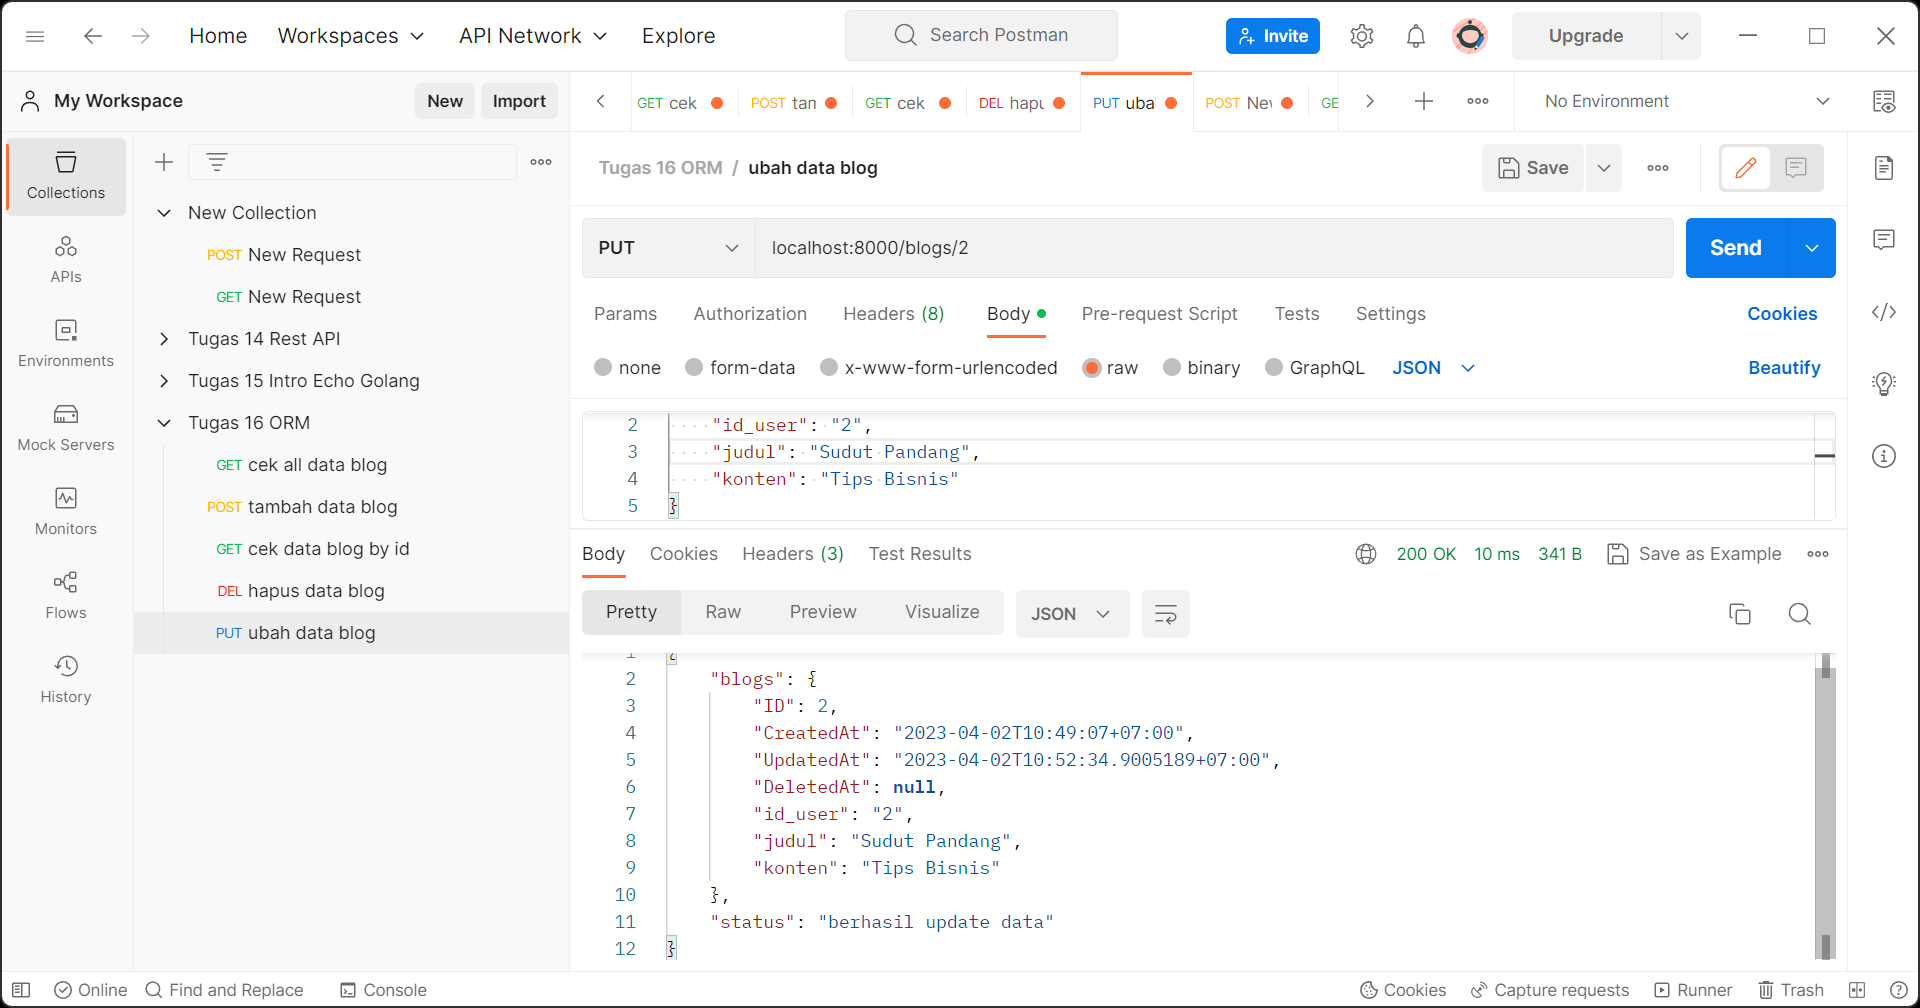 Home Workspaces API Network Explore Search Postman Invite Upgrade
My Workspace New Import
GET cek POST tam GET cek DEL hapu PUT uba POST Nev GE No Environment
Collections
APIs
Environments
Mock Servers
Monitors
Flows
History
New Collection
POST New Request
GET New Request
Tugas 14 Rest API
Tugas 15 Intro Echo Golang
Tugas 16 ORM
GET cek all data blog
POST tambah data blog
GET cek data blog by id
DEL hapus data blog
PUT ubah data blog
Tugas 16 ORM / ubah data blog Save
PUT localhost:8000/blogs/2 Send
Params Authorization Headers (8) Body Pre-request Script Tests Settings Cookies
none form-data x-www-form-urlencoded raw binary GraphQL JSON Beautify
2 "id_user": "2",
3 "judul": "Sudut Pandang",
4 "konten": "Tips Bisnis"
5 }
Body Cookies Headers (3) Test Results 200 OK 10 ms 341 B Save as Example
Pretty Raw Preview Visualize JSON
1 {
2 "blogs": {
3 "ID": 2,
4 "CreatedAt": "2023-04-02T10:49:07+07:00",
5 "UpdatedAt": "2023-04-02T10:52:34.9005189+07:00",
6 "DeletedAt": null,
7 "id_user": "2",
8 "judul": "Sudut Pandang",
9 "konten": "Tips Bisnis"
10 },
11 "status": "berhasil update data"
12 }
Online Find and Replace Console Cookies Capture requests Runner Trash